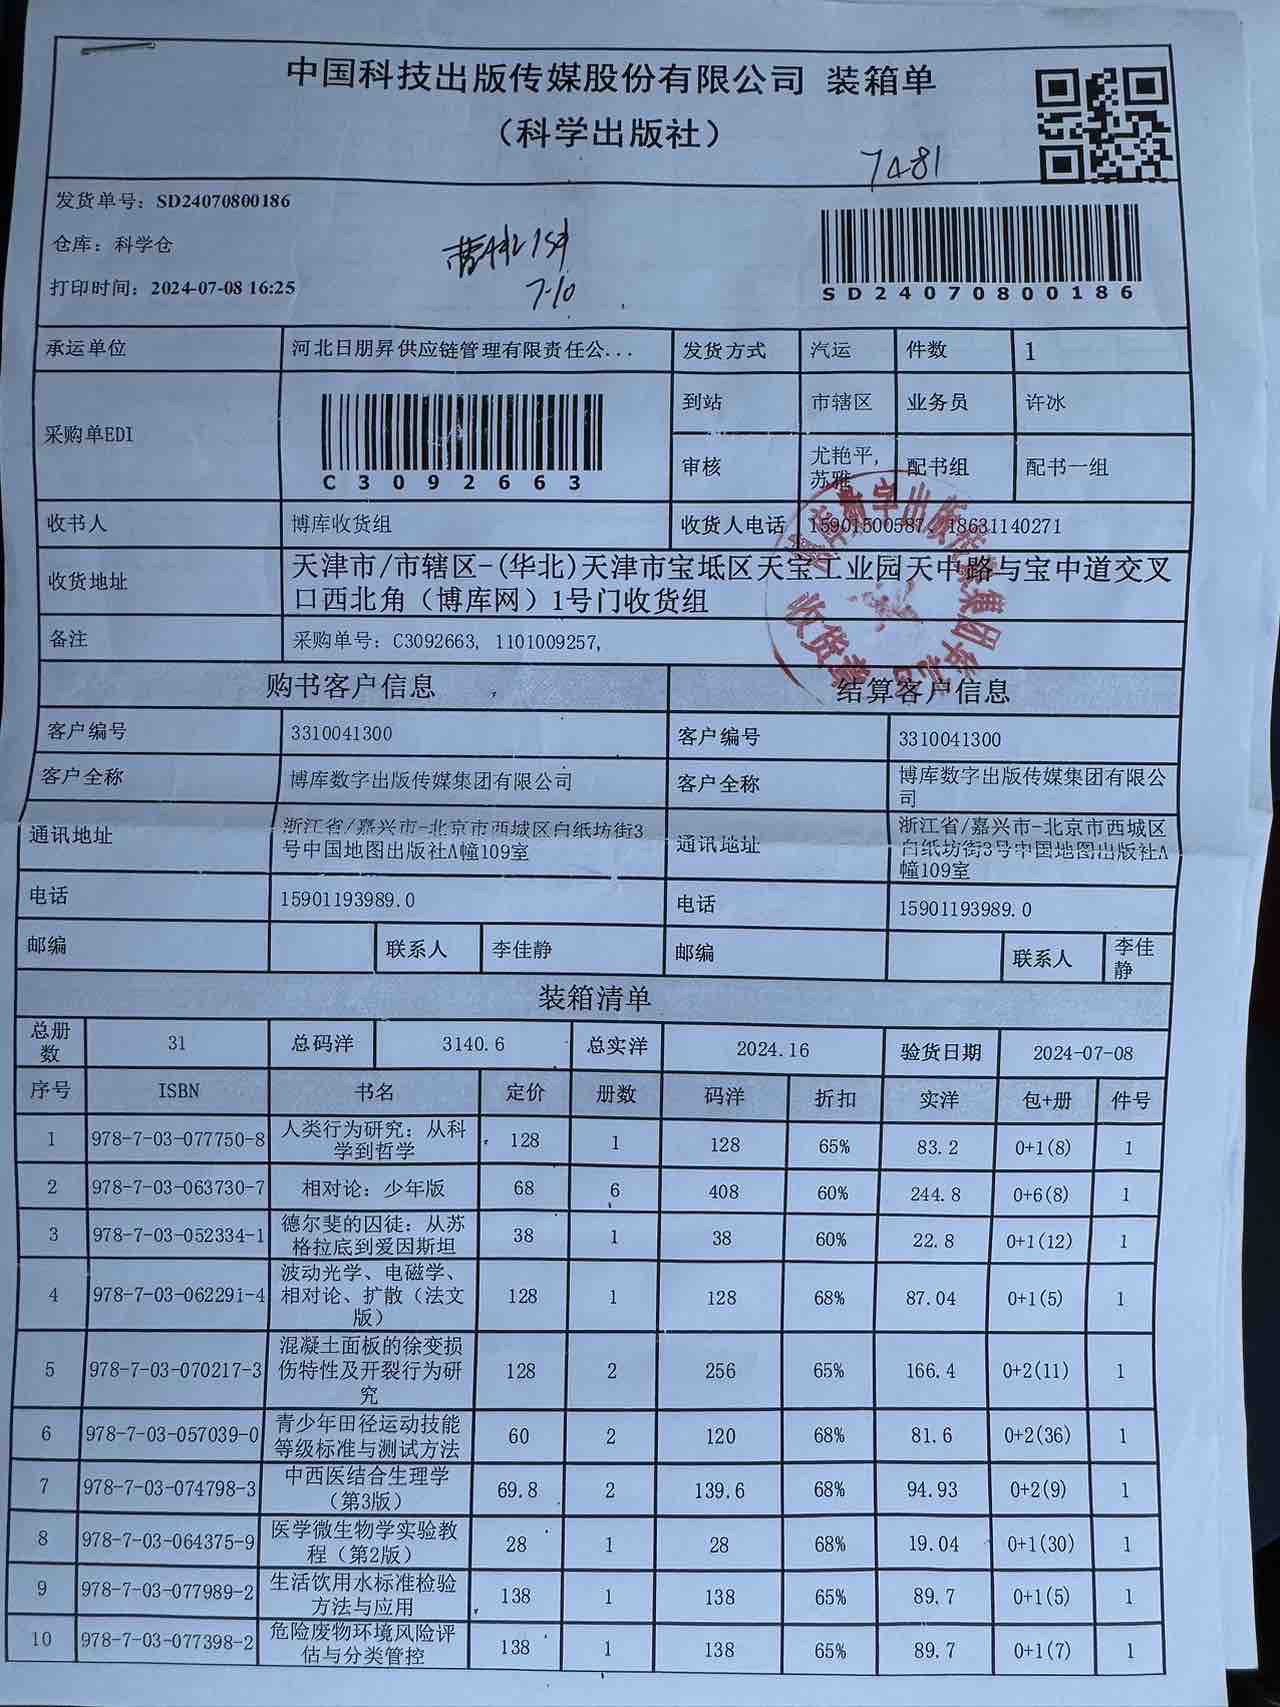 中国科技出版传媒股份有限公司 装箱单
（科学出版社）
7481
发货单号：SD24070800186
仓库：科学仓
打印时间：2024-07-08 16:25
7-10
SD24070800186
承运单位 河北日朋昇供应链管理有限责任公... 发货方式 汽运 件数 1
采购单EDI C3092663 到站 市辖区 业务员 许冰
审核 尤艳平,苏雅 配书组 配书一组
收书人 博库收货组 收货人电话 15901500587、18631140271
收货地址 天津市/市辖区-(华北)天津市宝坻区天宝工业园天中路与宝中道交叉
口西北角（博库网）1号门收货组
备注 采购单号：C3092663, 1101009257,
收货章
购书客户信息 结算客户信息
客户编号 3310041300 客户编号 3310041300
客户全称 博库数字出版传媒集团有限公司 客户全称 博库数字出版传媒集团有限公司
通讯地址 浙江省/嘉兴市-北京市西城区白纸坊街3号中国地图出版社A幢109室 通讯地址 浙江省/嘉兴市-北京市西城区白纸坊街3号中国地图出版社A幢109室
电话 15901193989.0 电话 15901193989.0
邮编 联系人 李佳静 邮编 联系人 李佳静
装箱清单
总册数 31 总码洋 3140.6 总实洋 2024.16 验货日期 2024-07-08
序号 ISBN 书名 定价 册数 码洋 折扣 实洋 包+册 件号
1 978-7-03-077750-8 人类行为研究：从科学到哲学 128 1 128 65% 83.2 0+1(8) 1
2 978-7-03-063730-7 相对论：少年版 68 6 408 60% 244.8 0+6(8) 1
3 978-7-03-052334-1 德尔斐的囚徒：从苏格拉底到爱因斯坦 38 1 38 60% 22.8 0+1(12) 1
4 978-7-03-062291-4 波动光学、电磁学、相对论、扩散（法文版） 128 1 128 68% 87.04 0+1(5) 1
5 978-7-03-070217-3 混凝土面板的徐变损伤特性及开裂行为研究 128 2 256 65% 166.4 0+2(11) 1
6 978-7-03-057039-0 青少年田径运动技能等级标准与测试方法 60 2 120 68% 81.6 0+2(36) 1
7 978-7-03-074798-3 中西医结合生理学（第3版） 69.8 2 139.6 68% 94.93 0+2(9) 1
8 978-7-03-064375-9 医学微生物学实验教程（第2版） 28 1 28 68% 19.04 0+1(30) 1
9 978-7-03-077989-2 生活饮用水标准检验方法与应用 138 1 138 65% 89.7 0+1(5) 1
10 978-7-03-077398-2 危险废物环境风险评估与分类管控 138 1 138 65% 89.7 0+1(7) 1